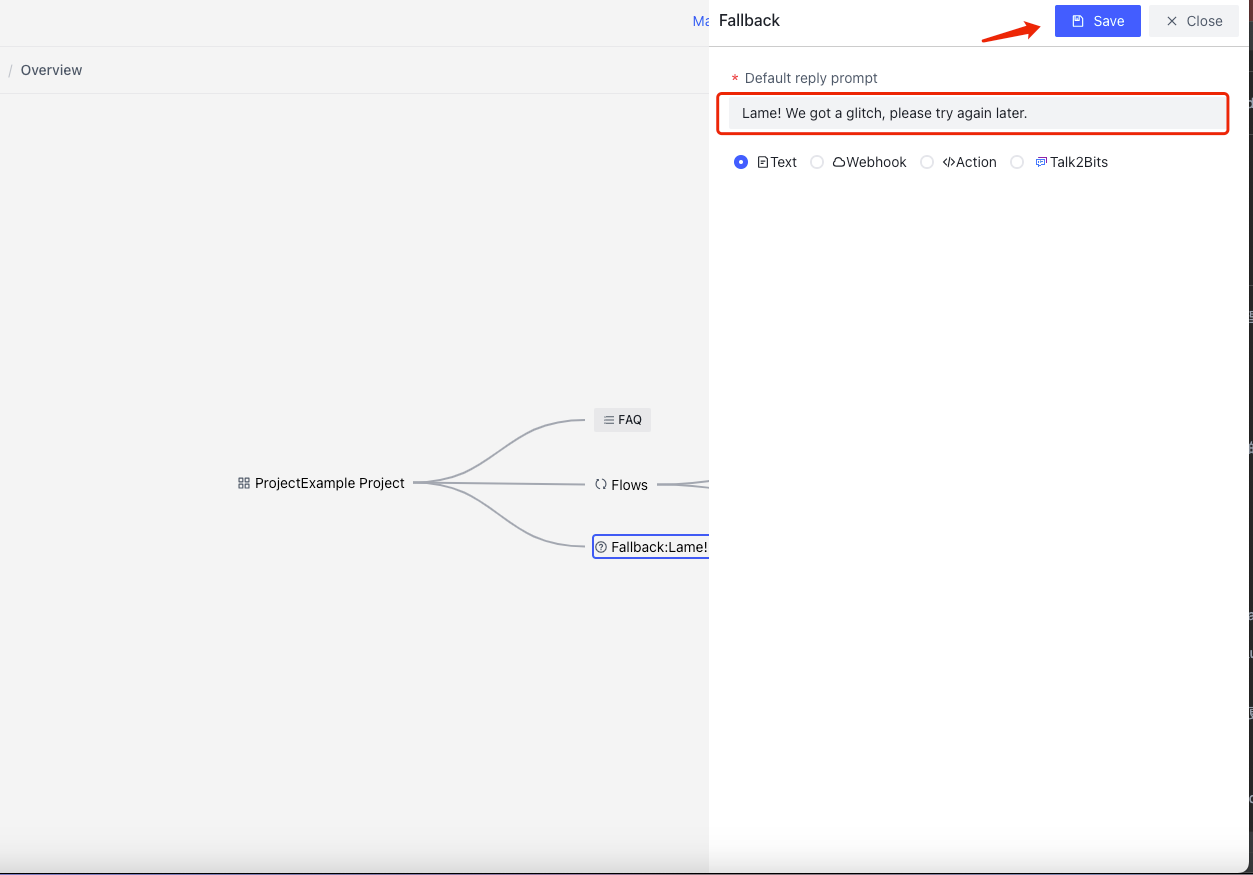 Ma
Fallback
Save
Close
/ Overview
* Default reply prompt
Lame! We got a glitch, please try again later.
Text
Webhook
</>Action
Talk2Bits
FAQ
ProjectExample Project
Flows
Fallback:Lame!